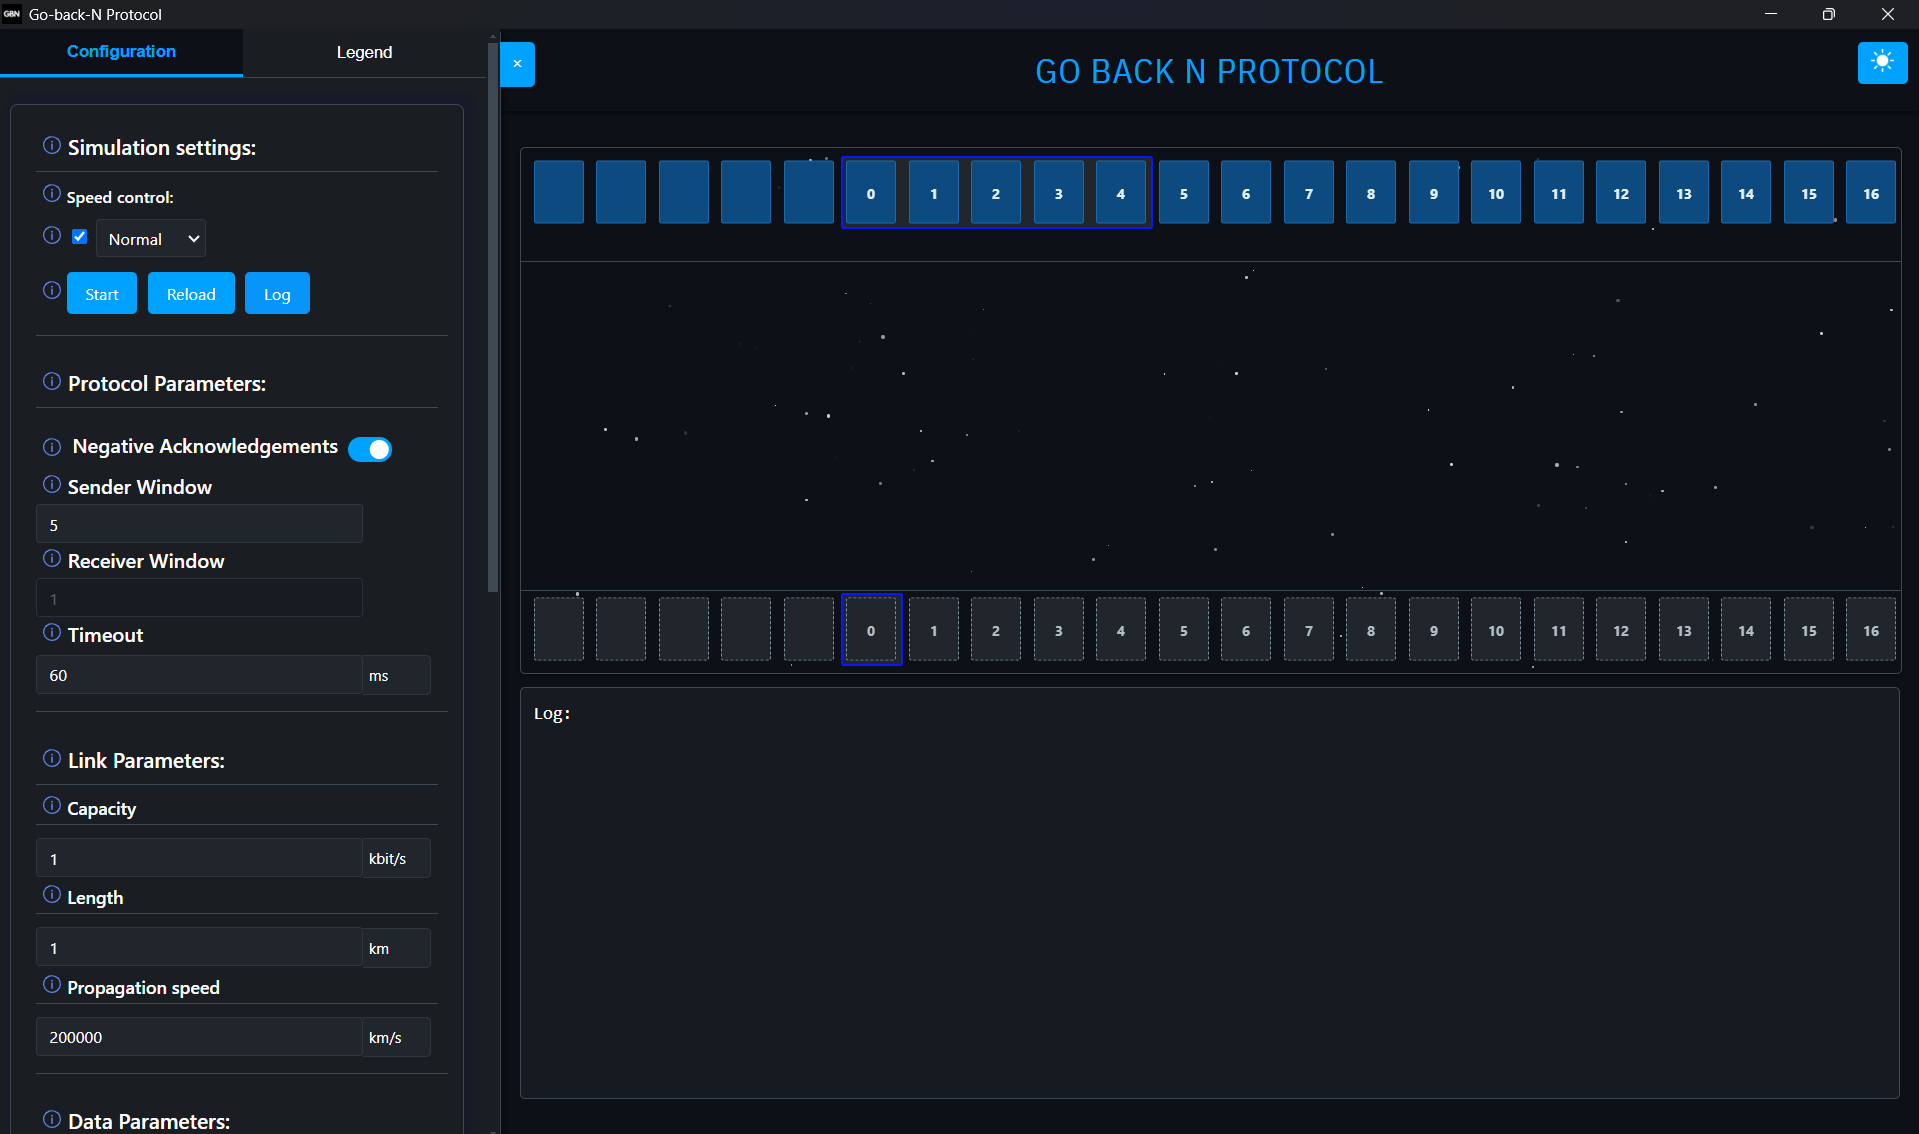 GBN Go-back-N Protocol
Configuration
Legend
×
GO BACK N PROTOCOL
Simulation settings:
Speed control:
Normal
Start
Reload
Log
Protocol Parameters:
Negative Acknowledgements
Sender Window
5
Receiver Window
1
Timeout
60 ms
Link Parameters:
Capacity
1 kbit/s
Length
1 km
Propagation speed
200000 km/s
Data Parameters:
0 1 2 3 4 5 6 7 8 9 10 11 12 13 14 15 16
0 1 2 3 4 5 6 7 8 9 10 11 12 13 14 15 16
Log: